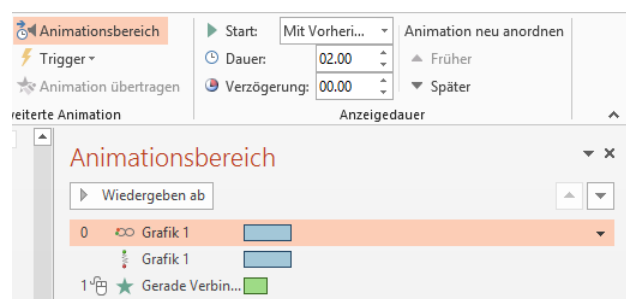 Animationsbereich Start: Mit Vorheri... Animation neu anordnen
Trigger Dauer: 02.00 Früher
Animation übertragen Verzögerung: 00.00 Später
weiterte Animation Anzeigedauer
Animationsbereich
Wiedergeben ab
0 Grafik 1
Grafik 1
1 Gerade Verbin...